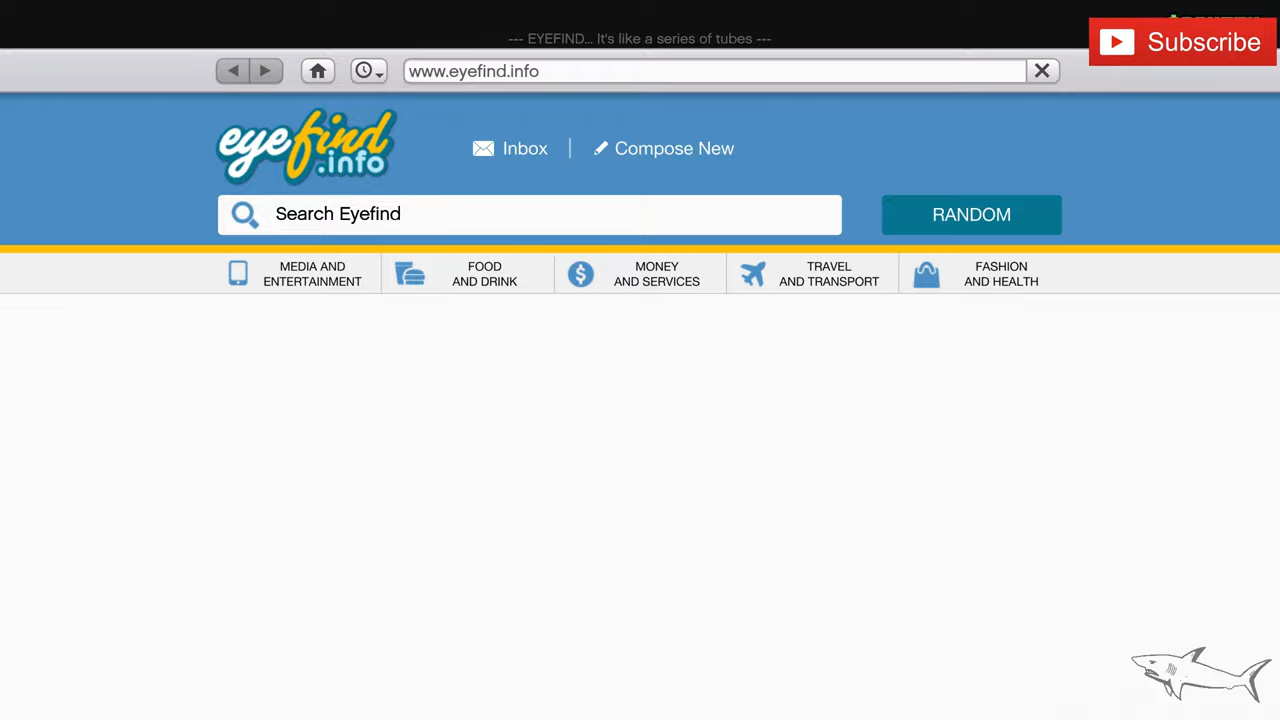 --- EYEFIND... It's like a series of tubes ---
Subscribe
www.eyefind.info
eyefind
.info
Inbox
Compose New
Search Eyefind
RANDOM
MEDIA AND
ENTERTAINMENT
FOOD
AND DRINK
MONEY
AND SERVICES
TRAVEL
AND TRANSPORT
FASHION
AND HEALTH